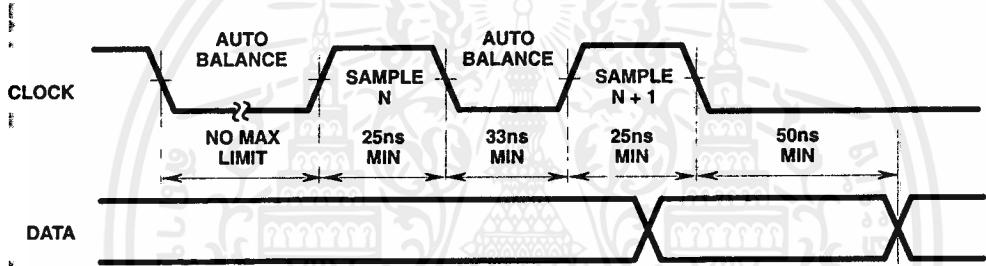 AUTO
BALANCE
AUTO
BALANCE
CLOCK
SAMPLE
N
SAMPLE
N + 1
NO MAX
LIMIT
25ns
MIN
33ns
MIN
25ns
MIN
50ns
MIN
DATA